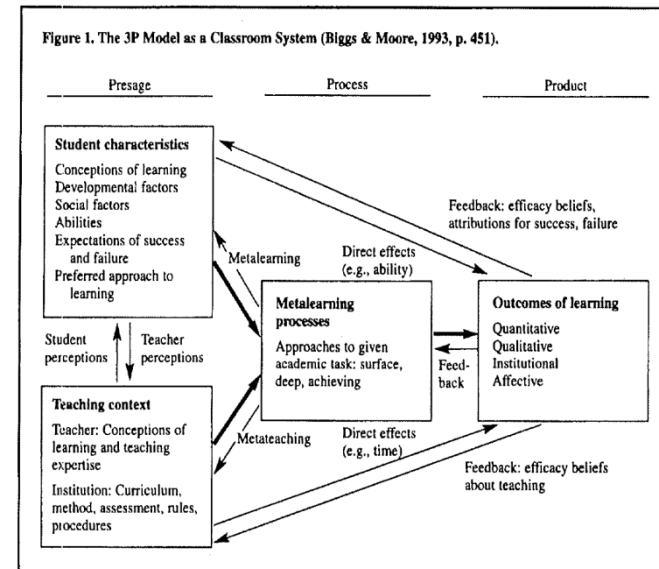 Figure 1. The 3P Model as a Classroom System (Biggs & Moore, 1993, p. 451).
Presage
Process
Product
Student characteristics
Conceptions of learning
Developmental factors
Social factors
Abilities
Expectations of success
and failure
Preferred approach to
learning
Metalearning
Direct effects
(e.g., ability)
Feedback: efficacy beliefs,
attributions for success, failure
Student
perceptions
Teacher
perceptions
Metalearning
processes
Approaches to given
academic task: surface,
deep, achieving
Feed-
back
Outcomes of learning
Quantitative
Qualitative
Institutional
Affective
Teaching context
Teacher: Conceptions of
learning and teaching
expertise
Institution: Curriculum,
method, assessment, rules,
procedures
Metateaching
Direct effects
(e.g., time)
Feedback: efficacy beliefs
about teaching